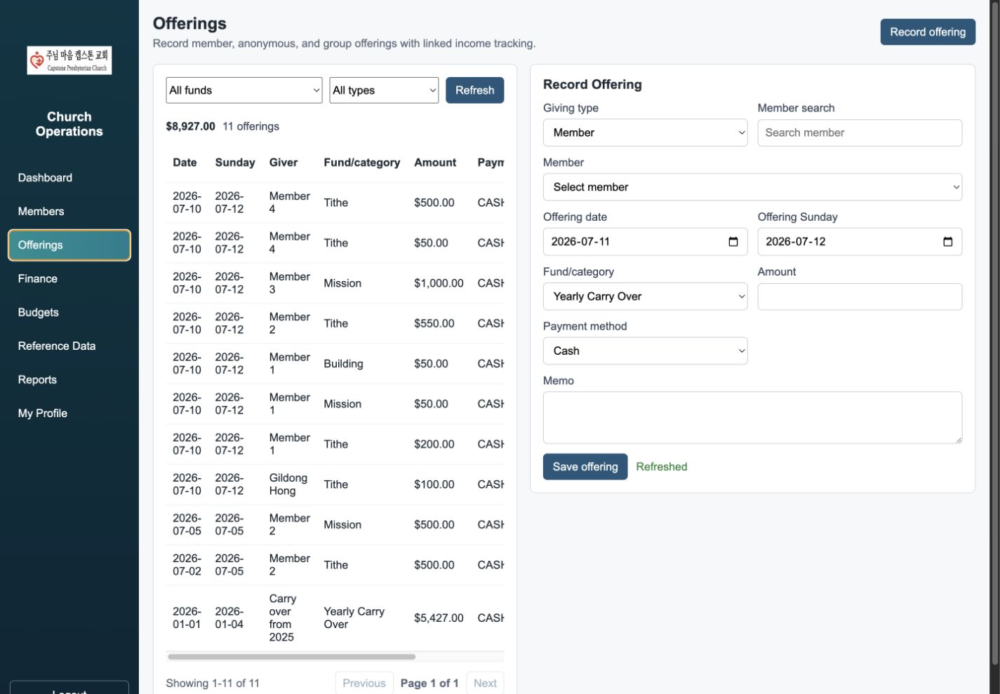 주님 마음 캡스톤 교회
Capstone Presbyterian Church
Church
Operations
Dashboard
Members
Offerings
Finance
Budgets
Reference Data
Reports
My Profile
Logout
Offerings
Record member, anonymous, and group offerings with linked income tracking.
Record offering
All funds
All types
Refresh
$8,927.00 11 offerings
Date Sunday Giver Fund/category Amount Paym
2026-07-10 2026-07-12 Member 4 Tithe $500.00 CASH
2026-07-10 2026-07-12 Member 4 Tithe $50.00 CASH
2026-07-10 2026-07-12 Member 3 Mission $1,000.00 CASH
2026-07-10 2026-07-12 Member 2 Tithe $550.00 CASH
2026-07-10 2026-07-12 Member 1 Building $50.00 CASH
2026-07-10 2026-07-12 Member 1 Mission $50.00 CASH
2026-07-10 2026-07-12 Member 1 Tithe $200.00 CASH
2026-07-10 2026-07-12 Gildong Hong Tithe $100.00 CASH
2026-07-05 2026-07-05 Member 2 Mission $500.00 CASH
2026-07-02 2026-07-05 Member 2 Tithe $500.00 CASH
2026-01-01 2026-01-04 Carry over from 2025 Yearly Carry Over $5,427.00 CASH
Showing 1-11 of 11
Previous
Page 1 of 1
Next
Record Offering
Giving type
Member
Member search
Search member
Member
Select member
Offering date
2026-07-11
Offering Sunday
2026-07-12
Fund/category
Yearly Carry Over
Amount
Payment method
Cash
Memo
Save offering
Refreshed